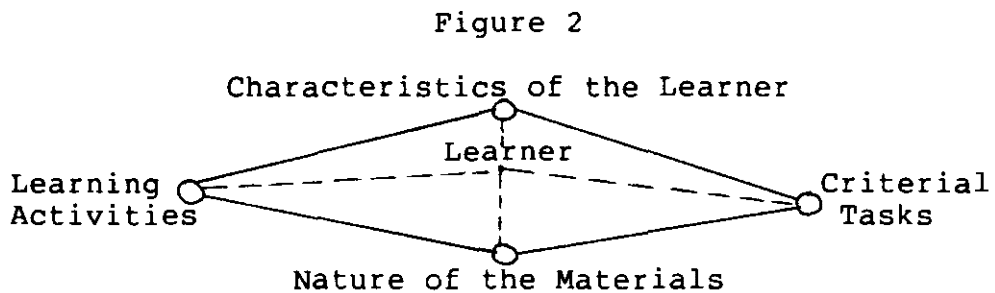 Figure 2
Characteristics of the Learner
Learner
Learning
Activities
Criterial
Tasks
Nature of the Materials